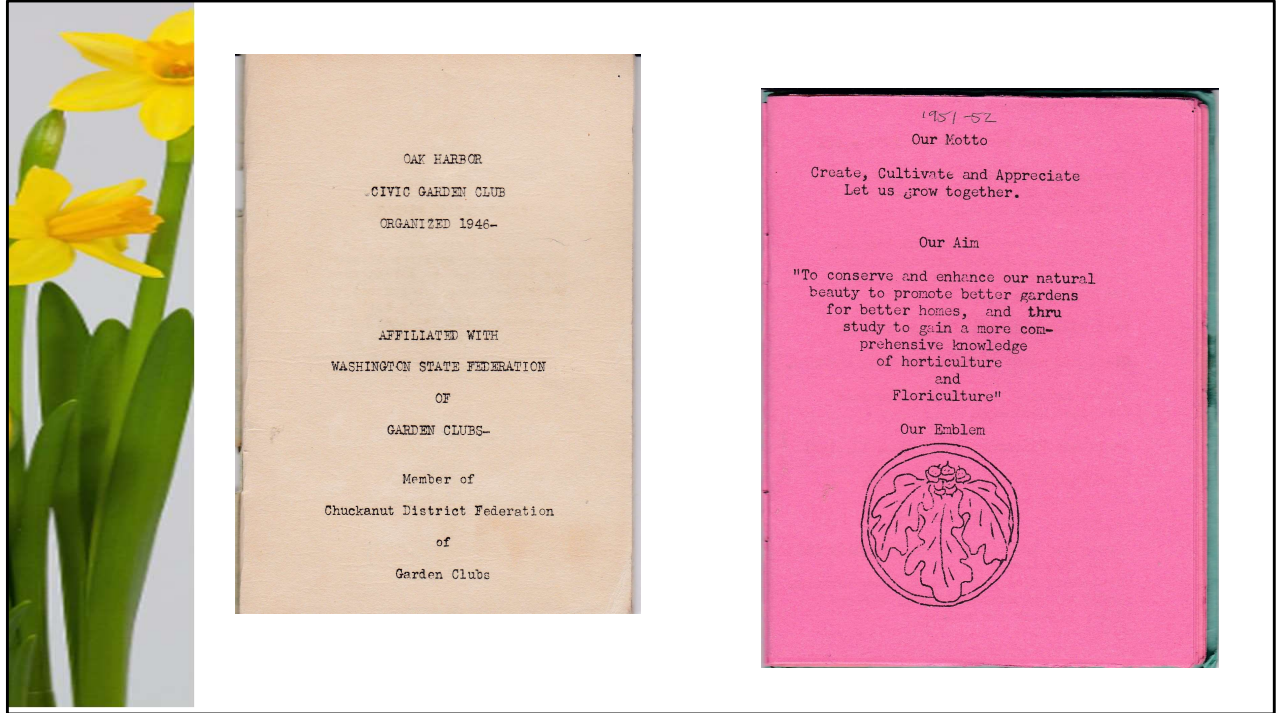 OAK HARBOR
CIVIC GARDEN CLUB
ORGANIZED 1946-
AFFILIATED WITH
WASHINGTON STATE FEDERATION
OF
GARDEN CLUBS-
Member of
Chuckanut District Federation
of
Garden Clubs
1951-52
Our Motto
Create, Cultivate and Appreciate
Let us grow together.
Our Aim
"To conserve and enhance our natural
beauty to promote better gardens
for better homes, and thru
study to gain a more com-
prehensive knowledge
of horticulture
and
Floriculture"
Our Emblem